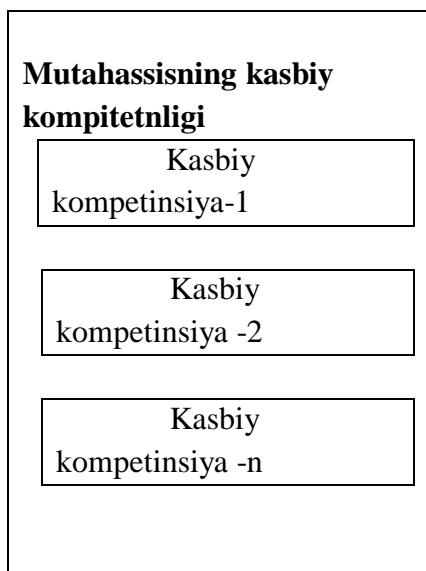 Mutahassisning kasbiy
kompitetnligi
Kasbiy
kompetinsiya-1
Kasbiy
kompetinsiya -2
Kasbiy
kompetinsiya -n